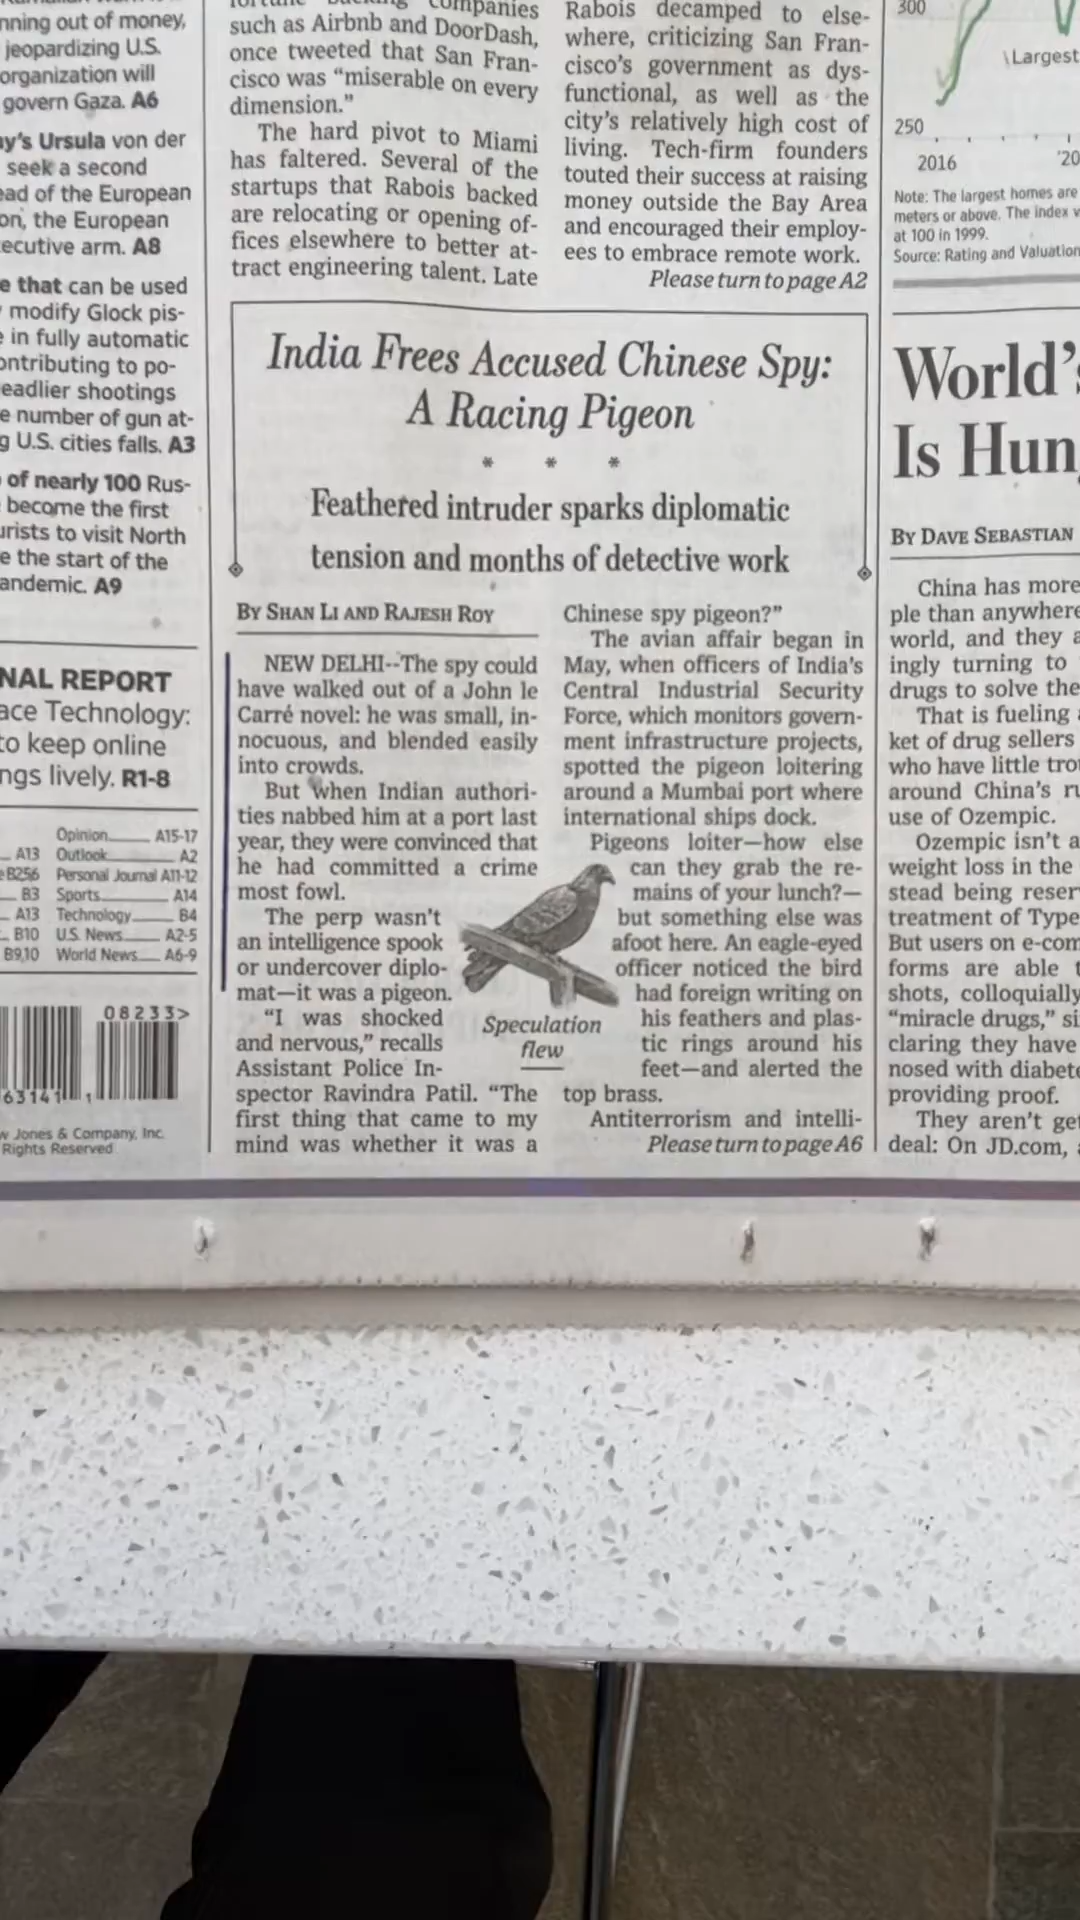 nning out of money,
jeopardizing U.S.
organization will
govern Gaza. A6
Ursula von der
seek a second
ead of the European
on, the European
ecutive arm. A8
e that can be used
modify Glock pis-
e in fully automatic
ontributing to po-
eadlier shootings
e number of gun at-
g U.S. cities falls. A3
of nearly 100 Rus-
become the first
urists to visit North
e the start of the
andemic. A9
NAL REPORT
ace Technology:
to keep online
ngs lively. R1-8
Opinion A15-17
A13 Outlook A2
B256 Personal Journal A11-12
B3 Sports A14
A13 Technology B4
B10 U.S. News A2-5
B9,10 World News A6-9
08233>
63141
w Jones & Company, Inc.
Rights Reserved
companies
such as Airbnb and DoorDash,
once tweeted that San Fran-
cisco was “miserable on every
dimension.”
The hard pivot to Miami
has faltered. Several of the
startups that Rabois backed
are relocating or opening of-
fices elsewhere to better at-
tract engineering talent. Late
Rabois decamped to else-
where, criticizing San Fran-
cisco’s government as dys-
functional, as well as the
city’s relatively high cost of
living. Tech-firm founders
touted their success at raising
money outside the Bay Area
and encouraged their employ-
ees to embrace remote work.
Please turn to page A2
India Frees Accused Chinese Spy:
A Racing Pigeon
* * *
Feathered intruder sparks diplomatic
tension and months of detective work
BY SHAN LI AND RAJESH ROY
NEW DELHI--The spy could
have walked out of a John le
Carré novel: he was small, in-
nocuous, and blended easily
into crowds.
But when Indian authori-
ties nabbed him at a port last
year, they were convinced that
he had committed a crime
most fowl.
The perp wasn’t
an intelligence spook
or undercover diplo-
mat—it was a pigeon.
“I was shocked
and nervous,” recalls
Assistant Police In-
spector Ravindra Patil. “The
first thing that came to my
mind was whether it was a
Speculation
flew
Chinese spy pigeon?”
The avian affair began in
May, when officers of India’s
Central Industrial Security
Force, which monitors govern-
ment infrastructure projects,
spotted the pigeon loitering
around a Mumbai port where
international ships dock.
Pigeons loiter—how else
can they grab the re-
mains of your lunch?—
but something else was
afoot here. An eagle-eyed
officer noticed the bird
had foreign writing on
his feathers and plas-
tic rings around his
feet—and alerted the
top brass.
Antiterrorism and intelli-
Please turn to page A6
300
Largest
250
2016 ’20
Note: The largest homes are
meters or above. The index
at 100 in 1999.
Source: Rating and Valuation
World’s
Is Hun
BY DAVE SEBASTIAN
China has more
ple than anywhere
world, and they
ingly turning to
drugs to solve the
That is fueling
ket of drug sellers
who have little tro
around China’s ru
use of Ozempic.
Ozempic isn’t a
weight loss in the
stead being reser
treatment of Type
But users on e-com
forms are able
shots, colloquially
“miracle drugs,” si
claring they have
nosed with diabete
providing proof.
They aren’t get
deal: On JD.com,